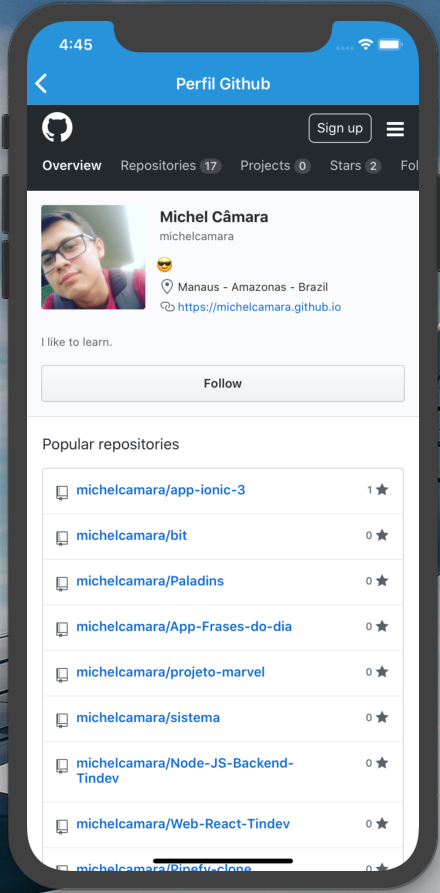 4:45
Perfil Github
Sign up
Overview Repositories 17 Projects 0 Stars 2 Fol
Michel Câmara
michelcamara
Manaus - Amazonas - Brazil
https://michelcamara.github.io
I like to learn.
Follow
Popular repositories
michelcamara/app-ionic-3 1
michelcamara/bit 0
michelcamara/Paladins 0
michelcamara/App-Frases-do-dia 0
michelcamara/projeto-marvel 0
michelcamara/sistema 0
michelcamara/Node-JS-Backend- 0
Tindev
michelcamara/Web-React-Tindev 0
michelcamara/Pipefy-clone 0